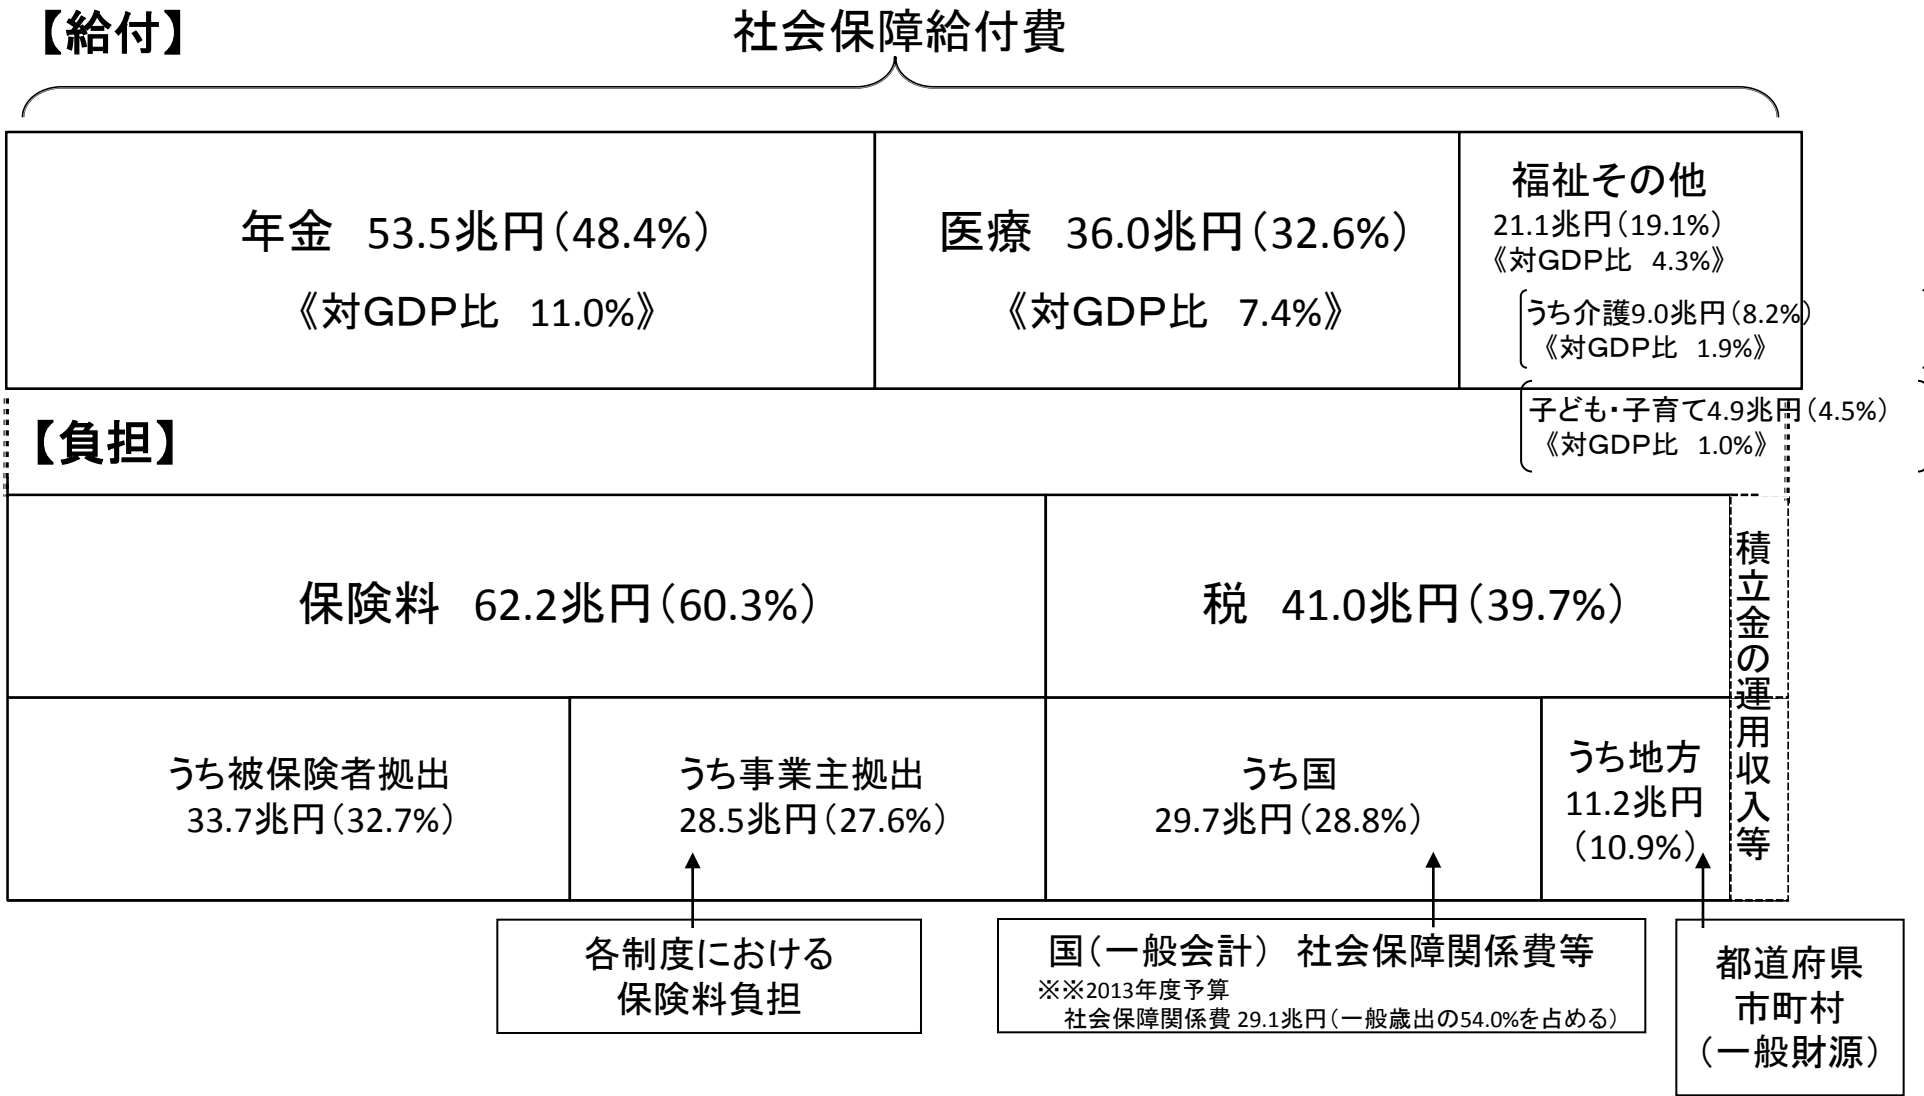 【給付】
社会保障給付費
年金 53.5兆円(48.4%)
《対GDP比 11.0%》
医療 36.0兆円(32.6%)
《対GDP比 7.4%》
福祉その他
21.1兆円(19.1%)
《対GDP比 4.3%》
うち介護9.0兆円(8.2%)
《対GDP比 1.9%》
子ども・子育て4.9兆円(4.5%)
《対GDP比 1.0%》
【負担】
保険料 62.2兆円(60.3%)
税 41.0兆円(39.7%)
積立金の運用収入等
うち被保険者拠出
33.7兆円(32.7%)
うち事業主拠出
28.5兆円(27.6%)
うち国
29.7兆円(28.8%)
うち地方
11.2兆円
(10.9%)
各制度における
保険料負担
国(一般会計) 社会保障関係費等
※※2013年度予算
社会保障関係費 29.1兆円(一般歳出の54.0%を占める)
都道府県
市町村
(一般財源)